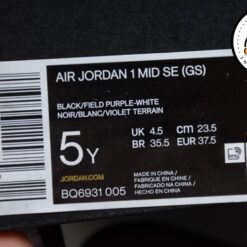 AIR JORDAN 1 MID SE (GS)
BLACK/FIELD PURPLE-WHITE
NOIR/BLANC/VIOLET TERRAIN
5 Y
UK 4.5 cm 23.5
BR 35.5 EUR 37.5
JORDAN.COM
BQ6931 005
MADE IN CHINA /
FABRIQUÉ EN CHINE /
FABRICADO NA CHINA /
HECHO EN CHINA